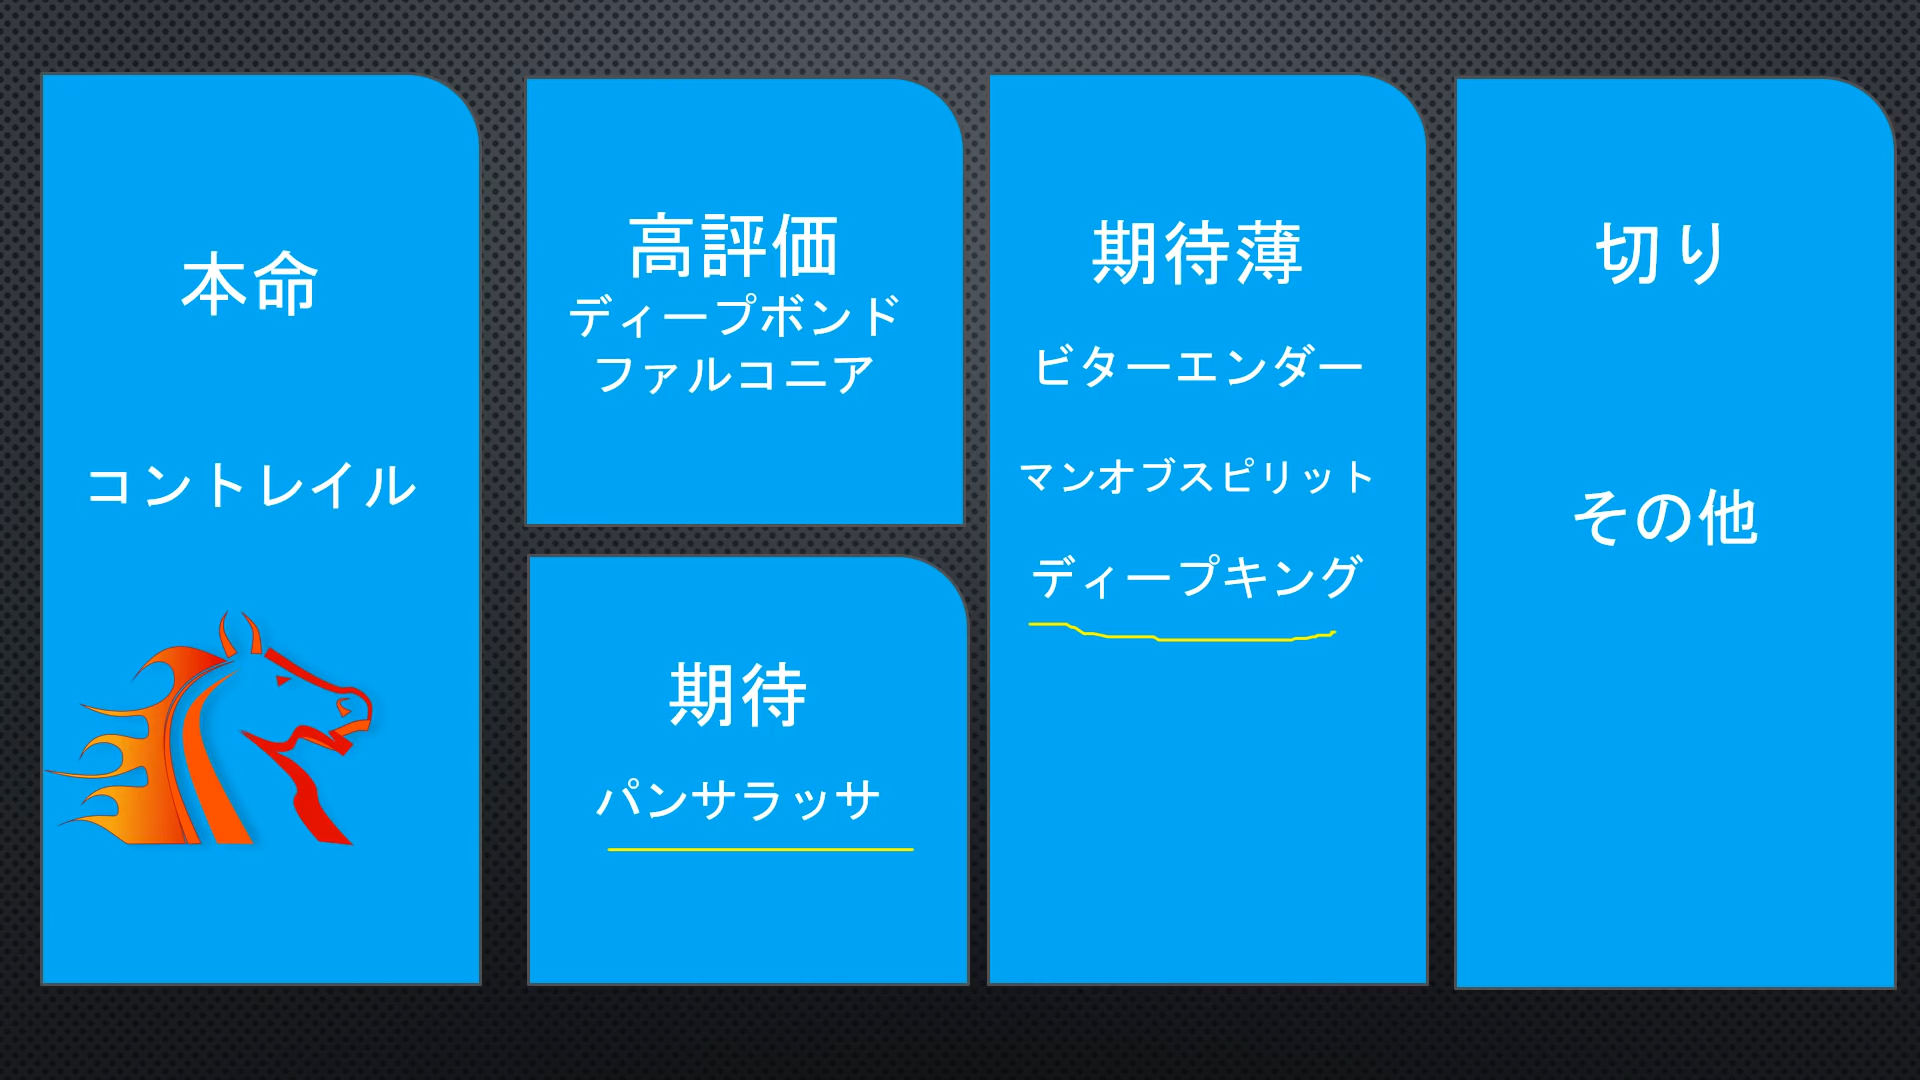 本命
コントレイル
高評価
ディープボンド
ファルコニア
期待
パンサラッサ
期待薄
ビターエンダー
マンオブスピリット
ディープキング
切り
その他